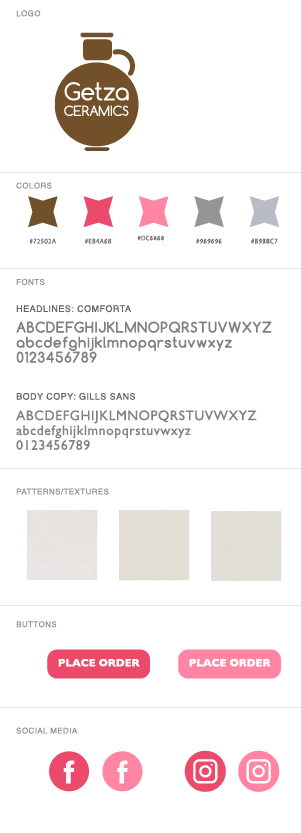 LOGO
Getza
CERAMICS
COLORS
#72502A #EB4A6B #DC6868 #969696 #B9BBC7
FONTS
HEADLINES: COMFORTA
ABCDEFGHIJKLMNOPQRSTUVWXYZ
abcdefghijklmnopqrstuvwxyz
0123456789
BODY COPY: GILLS SANS
ABCDEFGHIJKLMNOPQRSTUVWXYZ
abcdefghijklmnopqrstuvwxyz
0123456789
PATTERNS/TEXTURES
BUTTONS
PLACE ORDER PLACE ORDER
SOCIAL MEDIA